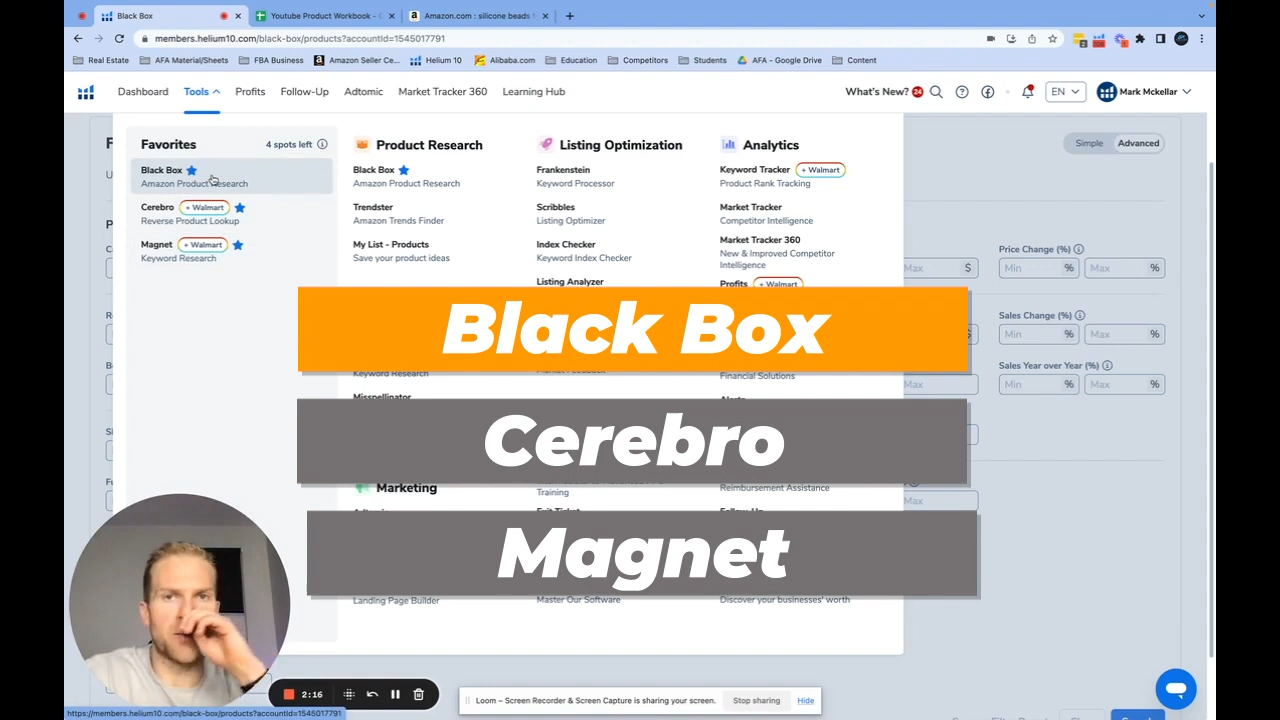 Black Box
Youtube Product Workbook - G
Amazon.com : silicone beads f
members.helium10.com/black-box/products?accountId=1545017791
Real Estate
AFA Material/Sheets
FBA Business
Amazon Seller Ce...
Helium 10
Alibaba.com
Education
Competitors
Students
AFA - Google Drive
Content
Dashboard
Tools
Profits
Follow-Up
Adtomic
Market Tracker 360
Learning Hub
What's New? 24
EN
Mark Mckellar
Favorites
4 spots left
Black Box
Amazon Product Research
Cerebro + Walmart
Reverse Product Lookup
Magnet + Walmart
Keyword Research
Product Research
Black Box
Amazon Product Research
Trendster
Amazon Trends Finder
My List - Products
Save your product ideas
Keyword Research
Misspellinator
Marketing
Landing Page Builder
Listing Optimization
Frankenstein
Keyword Processor
Scribbles
Listing Optimizer
Index Checker
Keyword Index Checker
Listing Analyzer
Training
Master Our Software
Analytics
Keyword Tracker + Walmart
Product Rank Tracking
Market Tracker
Competitor Intelligence
Market Tracker 360
New & Improved Competitor
Intelligence
Profits + Walmart
Financial Solutions
Alerts
Reimbursement Assistance
Follow-Up
Discover your businesses' worth
Simple
Advanced
Max $
Price Change (%)
Min %
Max %
Sales Change (%)
Min %
Max %
Sales Year over Year (%)
Max
Min %
Max %
Max
Black Box
Cerebro
Magnet
2:16
Loom – Screen Recorder & Screen Capture is sharing your screen.
Stop sharing
Hide
https://members.helium10.com/black-box/products?accountId=1545017791